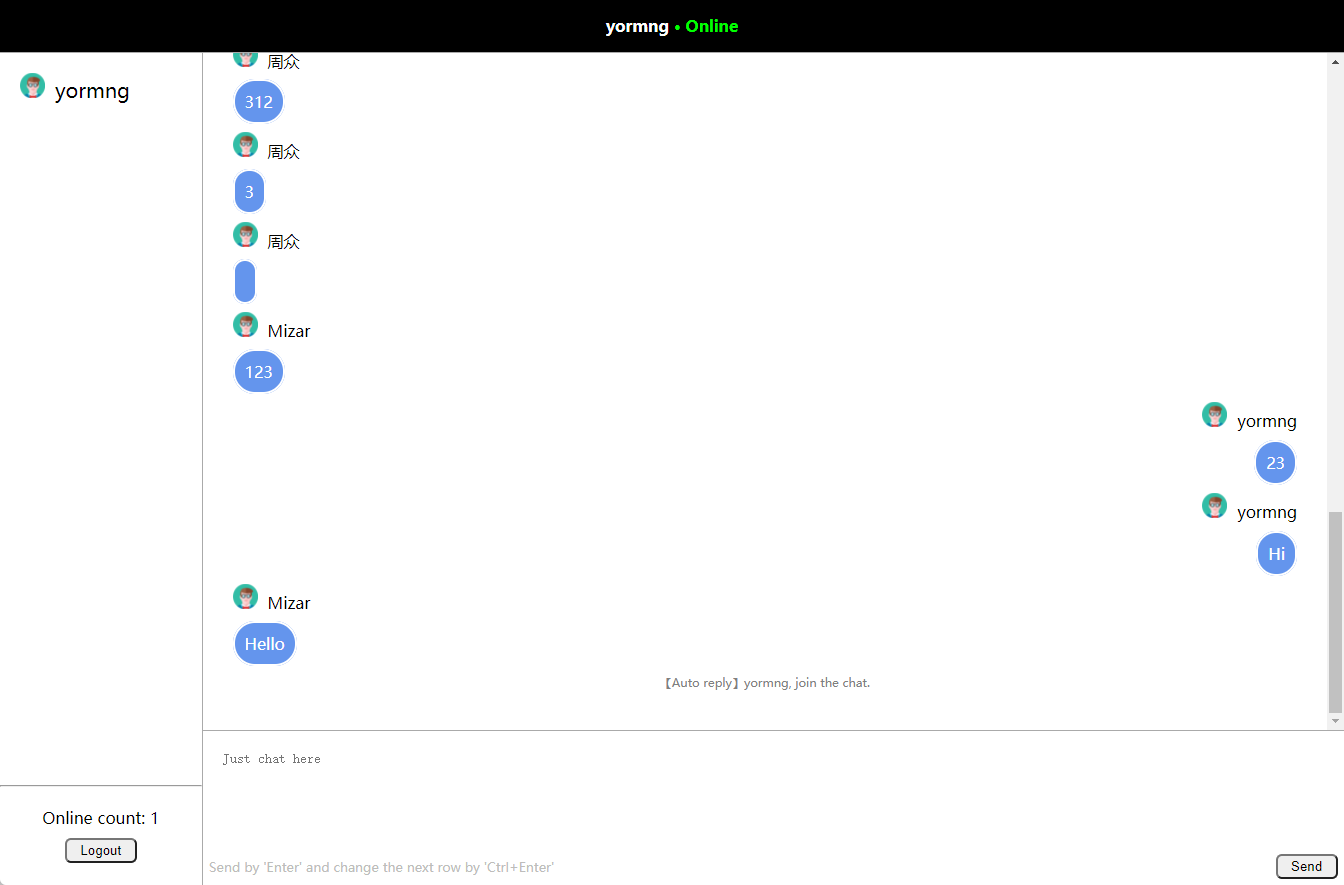 yormng • Online
yormng
周众
312
周众
3
周众
Mizar
123
yormng
23
yormng
Hi
Mizar
Hello
【Auto reply】yormng, join the chat.
Just chat here
Online count: 1
Logout
Send by 'Enter' and change the next row by 'Ctrl+Enter'
Send